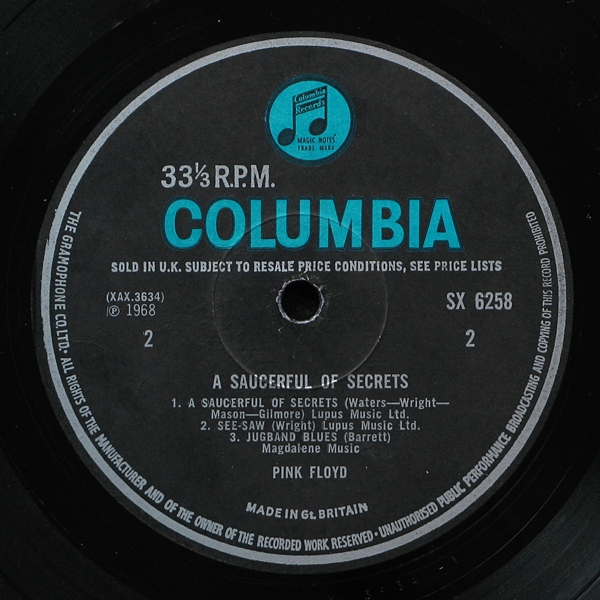 Columbia
Records
MAGIC NOTES
TRADE MARK
33⅓ R.P.M.
COLUMBIA
SOLD IN U.K. SUBJECT TO RESALE PRICE CONDITIONS, SEE PRICE LISTS
(XAX.3634)
℗ 1968
SX 6258
2
2
A SAUCERFUL OF SECRETS
1. A SAUCERFUL OF SECRETS (Waters—Wright—
Mason—Gilmore) Lupus Music Ltd.
2. SEE-SAW (Wright) Lupus Music Ltd.
3. JUGBAND BLUES (Barrett)
Magdalene Music
PINK FLOYD
MADE IN Gt. BRITAIN
THE GRAMOPHONE CO. LTD. • ALL RIGHTS OF THE MANUFACTURER AND OF THE OWNER OF THE RECORDED WORK RESERVED • UNAUTHORISED PUBLIC PERFORMANCE BROADCASTING AND COPYING OF THIS RECORD PROHIBITED